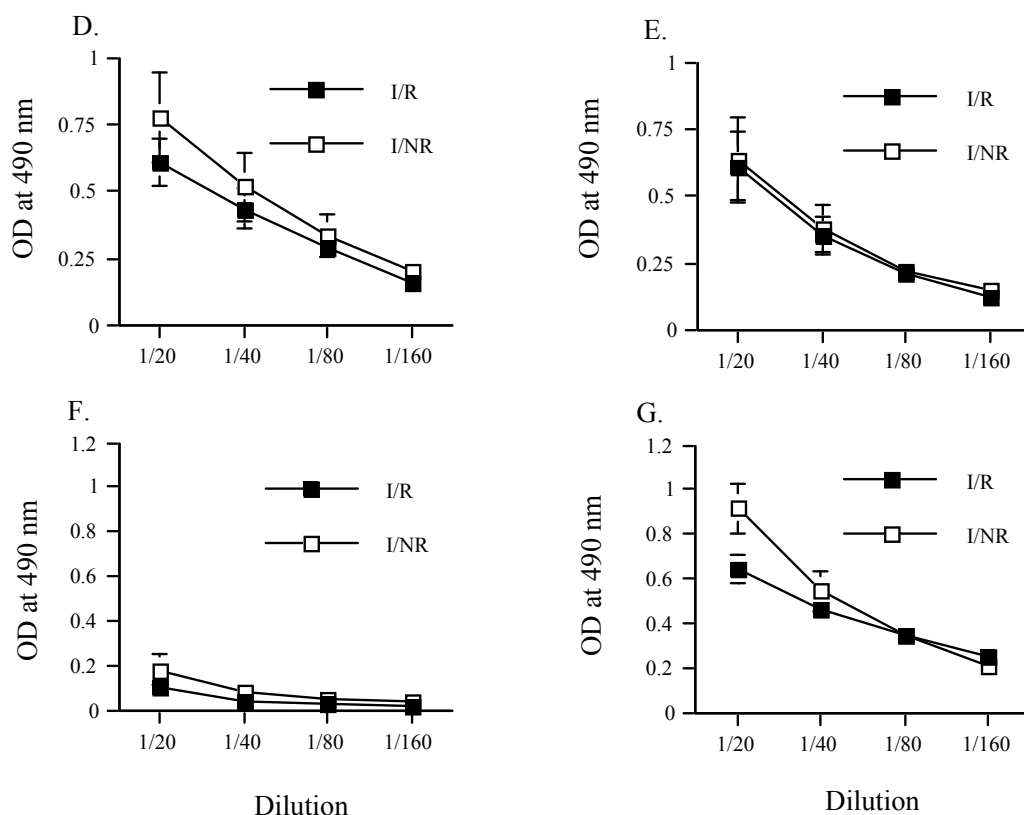 D.
OD at 490 nm
1
0.75
0.5
0.25
0
I/R
I/NR
1/20 1/40 1/80 1/160
E.
OD at 490 nm
1
0.75
0.5
0.25
0
I/R
I/NR
1/20 1/40 1/80 1/160
F.
OD at 490 nm
1.2
1
0.8
0.6
0.4
0.2
0
I/R
I/NR
1/20 1/40 1/80 1/160
Dilution
G.
OD at 490 nm
1.2
1
0.8
0.6
0.4
0.2
0
I/R
I/NR
1/20 1/40 1/80 1/160
Dilution